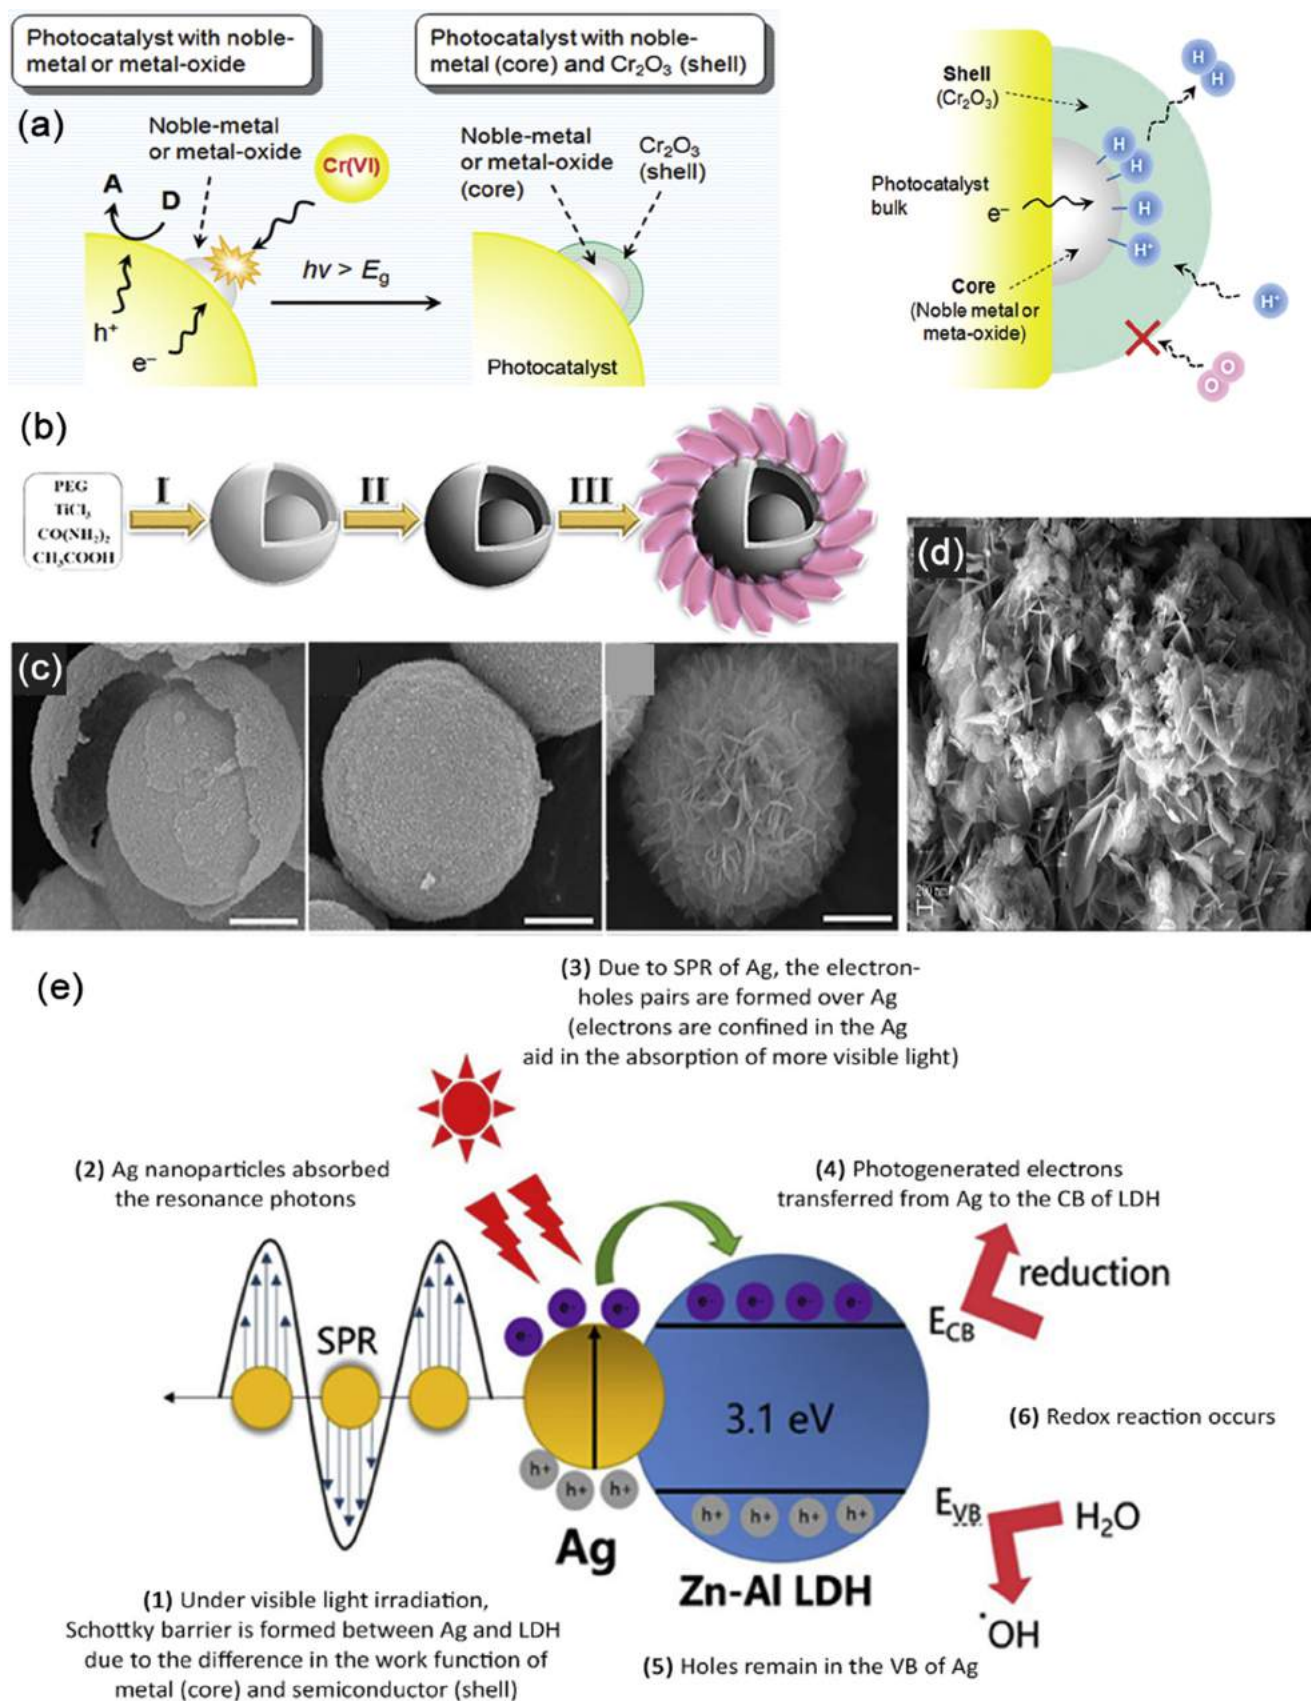 Photocatalyst with noble-
metal or metal-oxide
Photocatalyst with noble-
metal (core) and Cr₂O₃ (shell)
(a)
Noble-metal
or metal-oxide
Cr(VI)
A
D
h⁺
e⁻
hν > E_g
Noble-metal
or metal-oxide
(core)
Cr₂O₃
(shell)
Photocatalyst
Shell
(Cr₂O₃)
Photocatalyst
bulk
e⁻
Core
(Noble metal or
meta-oxide)
H
H
H
H
H
H⁺
H⁺
O
O
(b)
PEG
TiCl₃
CO(NH₂)₂
CH₃COOH
I
II
III
(c)
(d)
200 nm
(e)
(3) Due to SPR of Ag, the electron-
holes pairs are formed over Ag
(electrons are confined in the Ag
aid in the absorption of more visible light)
(2) Ag nanoparticles absorbed
the resonance photons
(4) Photogenerated electrons
transferred from Ag to the CB of LDH
reduction
E_CB
SPR
e-
e-
e-
e-
e-
e-
e-
3.1 eV
(6) Redox reaction occurs
h+
h+
h+
h+
h+
h+
h+
E_VB
H₂O
Ag
Zn-Al LDH
•OH
(1) Under visible light irradiation,
Schottky barrier is formed between Ag and LDH
due to the difference in the work function of
metal (core) and semiconductor (shell)
(5) Holes remain in the VB of Ag